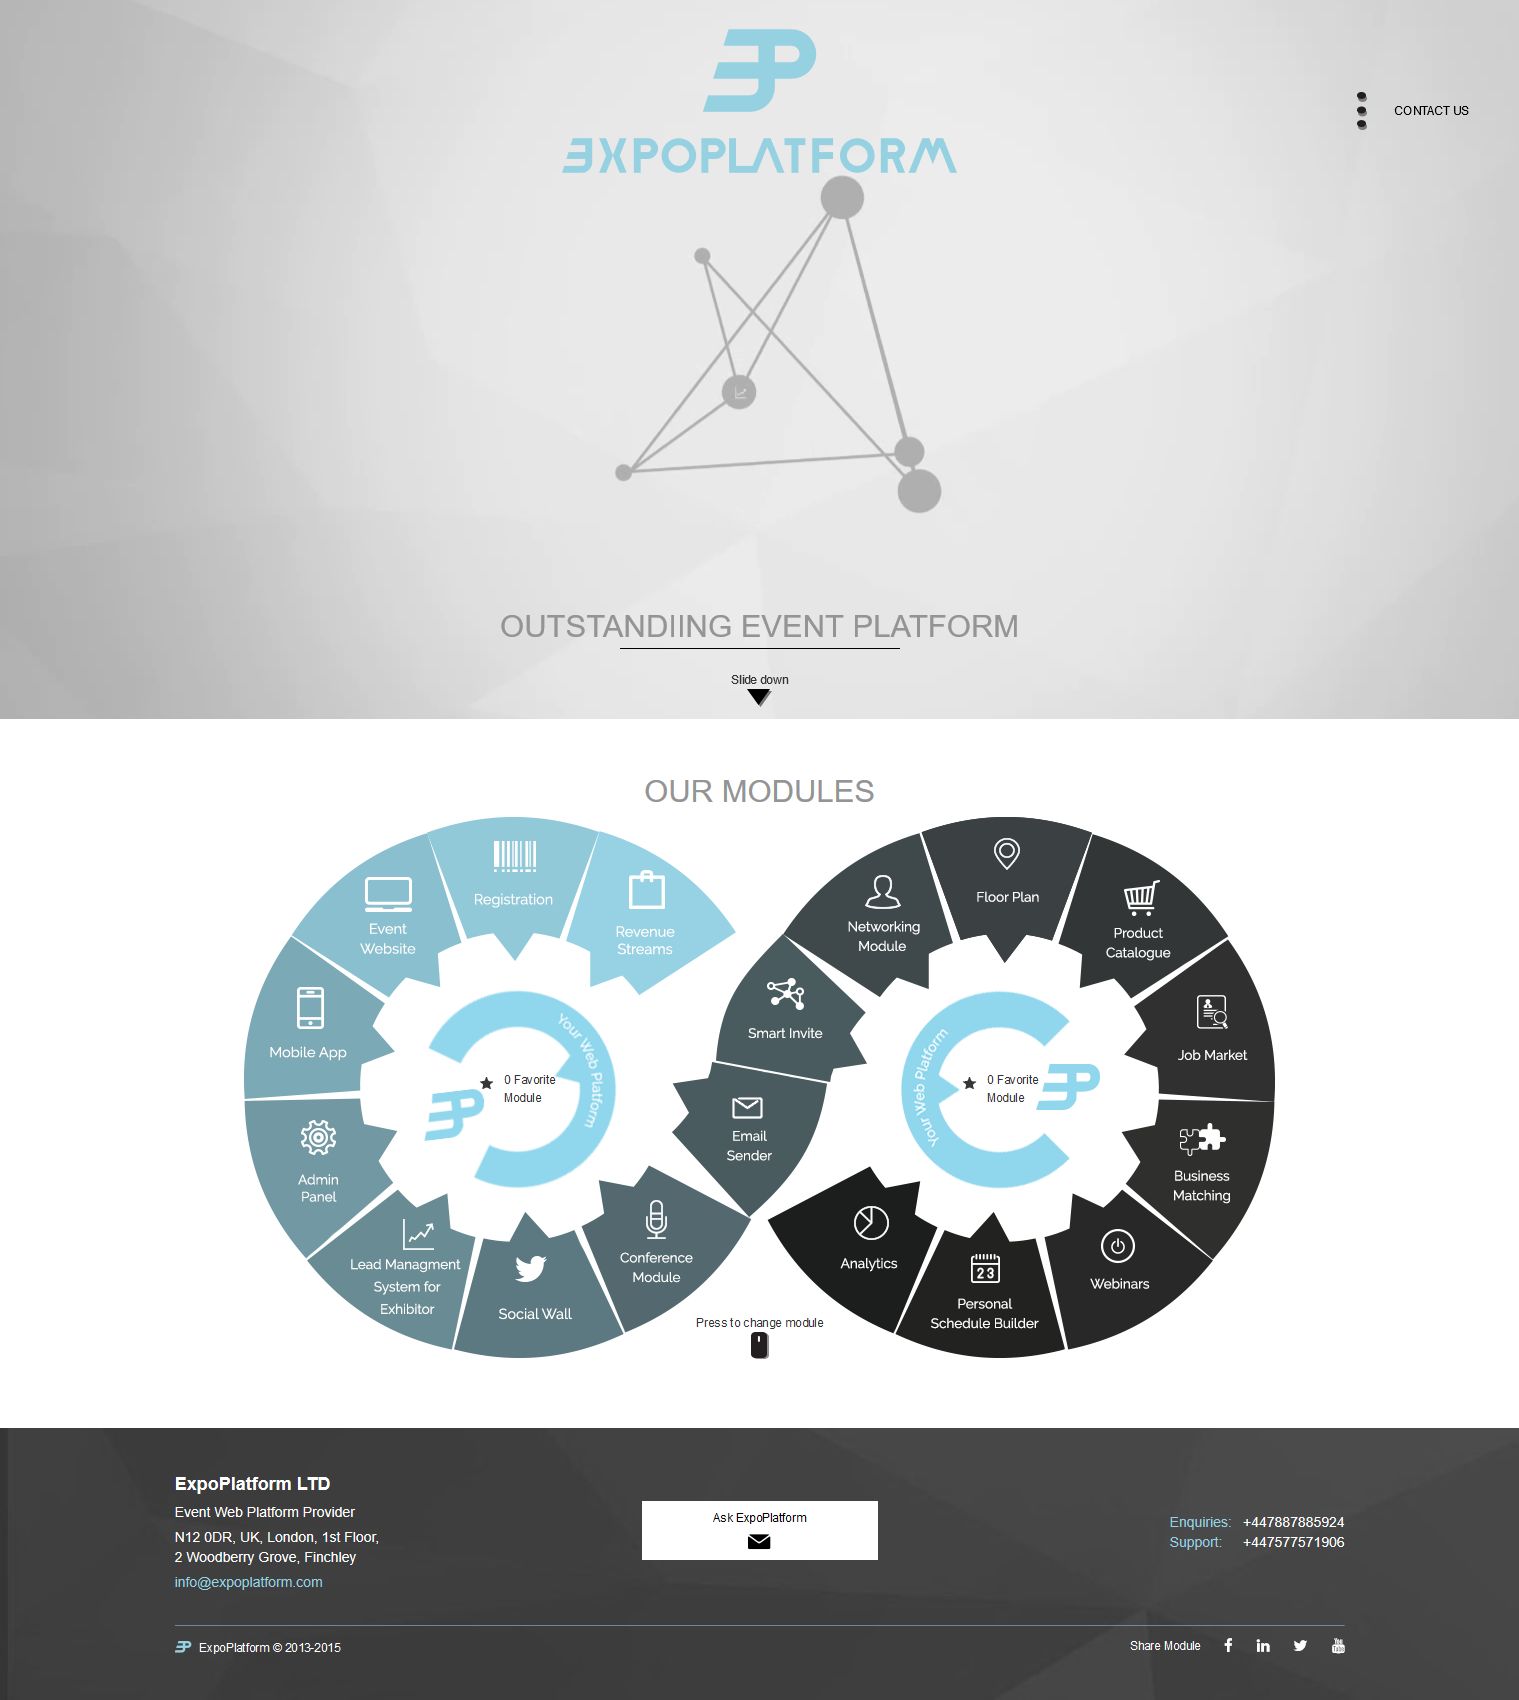 EXPOPLATFORM
CONTACT US
OUTSTANDIING EVENT PLATFORM
Slide down
OUR MODULES
Registration
Revenue
Streams
Event
Website
Mobile App
Admin
Panel
Lead Managment
System for
Exhibitor
Social Wall
Conference
Module
Email
Sender
Smart Invite
Networking
Module
Floor Plan
Product
Catalogue
Job Market
Business
Matching
Webinars
Personal
Schedule Builder
23
Analytics
Your Web Platform
0 Favorite
Module
Your Web Platform
0 Favorite
Module
Press to change module
ExpoPlatform LTD
Event Web Platform Provider
N12 0DR, UK, London, 1st Floor,
2 Woodberry Grove, Finchley
info@expoplatform.com
Ask ExpoPlatform
Enquiries: +447887885924
Support: +447577571906
ExpoPlatform © 2013-2015
Share Module
You
Tube